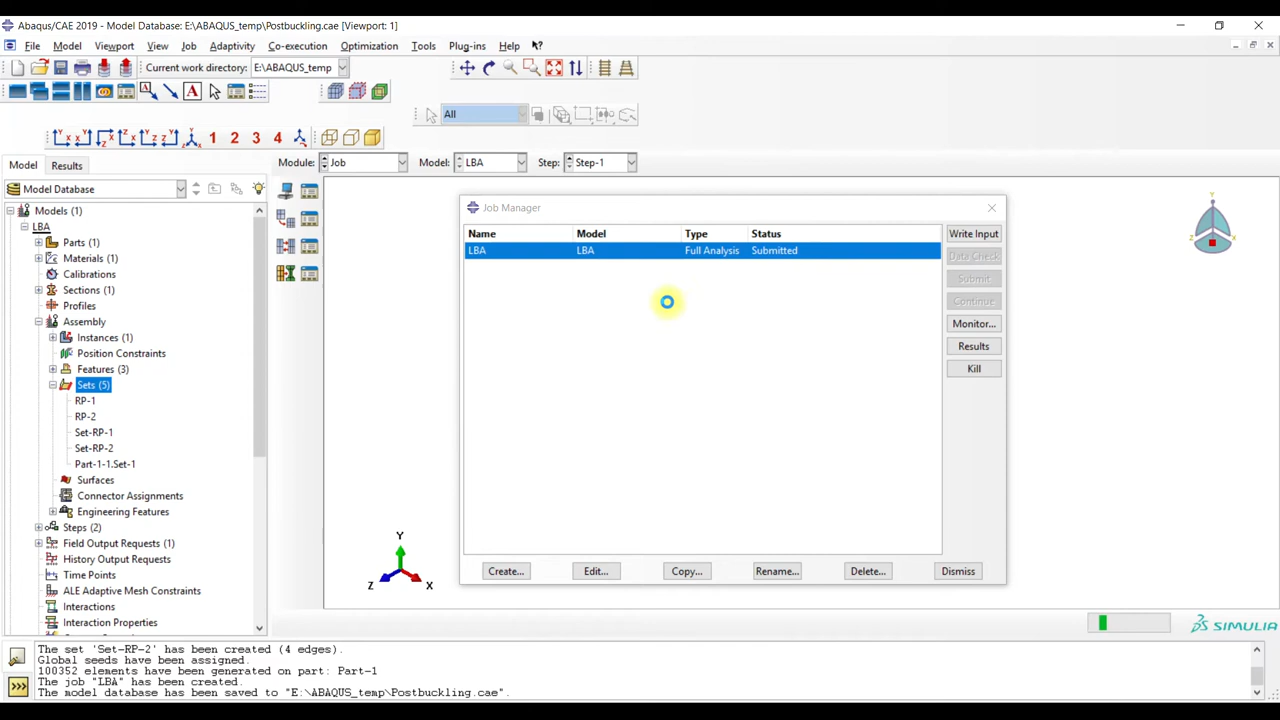 Abaqus/CAE 2019 - Model Database: E:\ABAQUS_temp\Postbuckling.cae [Viewport: 1]
File Model Viewport View Job Adaptivity Co-execution Optimization Tools Plug-ins Help
Current work directory: E:\ABAQUS_temp
All
1 2 3 4
Model Results
Module: Job Model: LBA Step: Step-1
Model Database
Models (1)
LBA
Parts (1)
Materials (1)
Calibrations
Sections (1)
Profiles
Assembly
Instances (1)
Position Constraints
Features (3)
Sets (5)
RP-1
RP-2
Set-RP-1
Set-RP-2
Part-1-1.Set-1
Surfaces
Connector Assignments
Engineering Features
Steps (2)
Field Output Requests (1)
History Output Requests
Time Points
ALE Adaptive Mesh Constraints
Interactions
Interaction Properties
Job Manager
Name Model Type Status
LBA LBA Full Analysis Submitted
Write Input
Data Check
Submit
Continue
Monitor...
Results
Kill
Create... Edit... Copy... Rename... Delete... Dismiss
Y
Z X
Y
Z X
SIMULIA
The set 'Set-RP-2' has been created (4 edges).
Global seeds have been assigned.
100352 elements have been generated on part: Part-1
The job "LBA" has been created.
The model database has been saved to "E:\ABAQUS_temp\Postbuckling.cae".